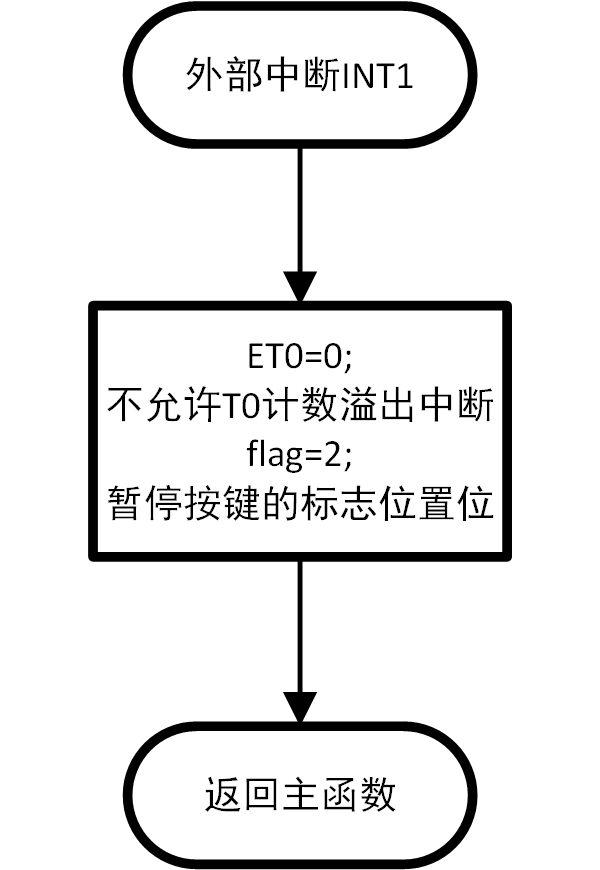 外部中断INT1
ET0=0;
不允许T0计数溢出中断
flag=2;
暂停按键的标志位置位
返回主函数